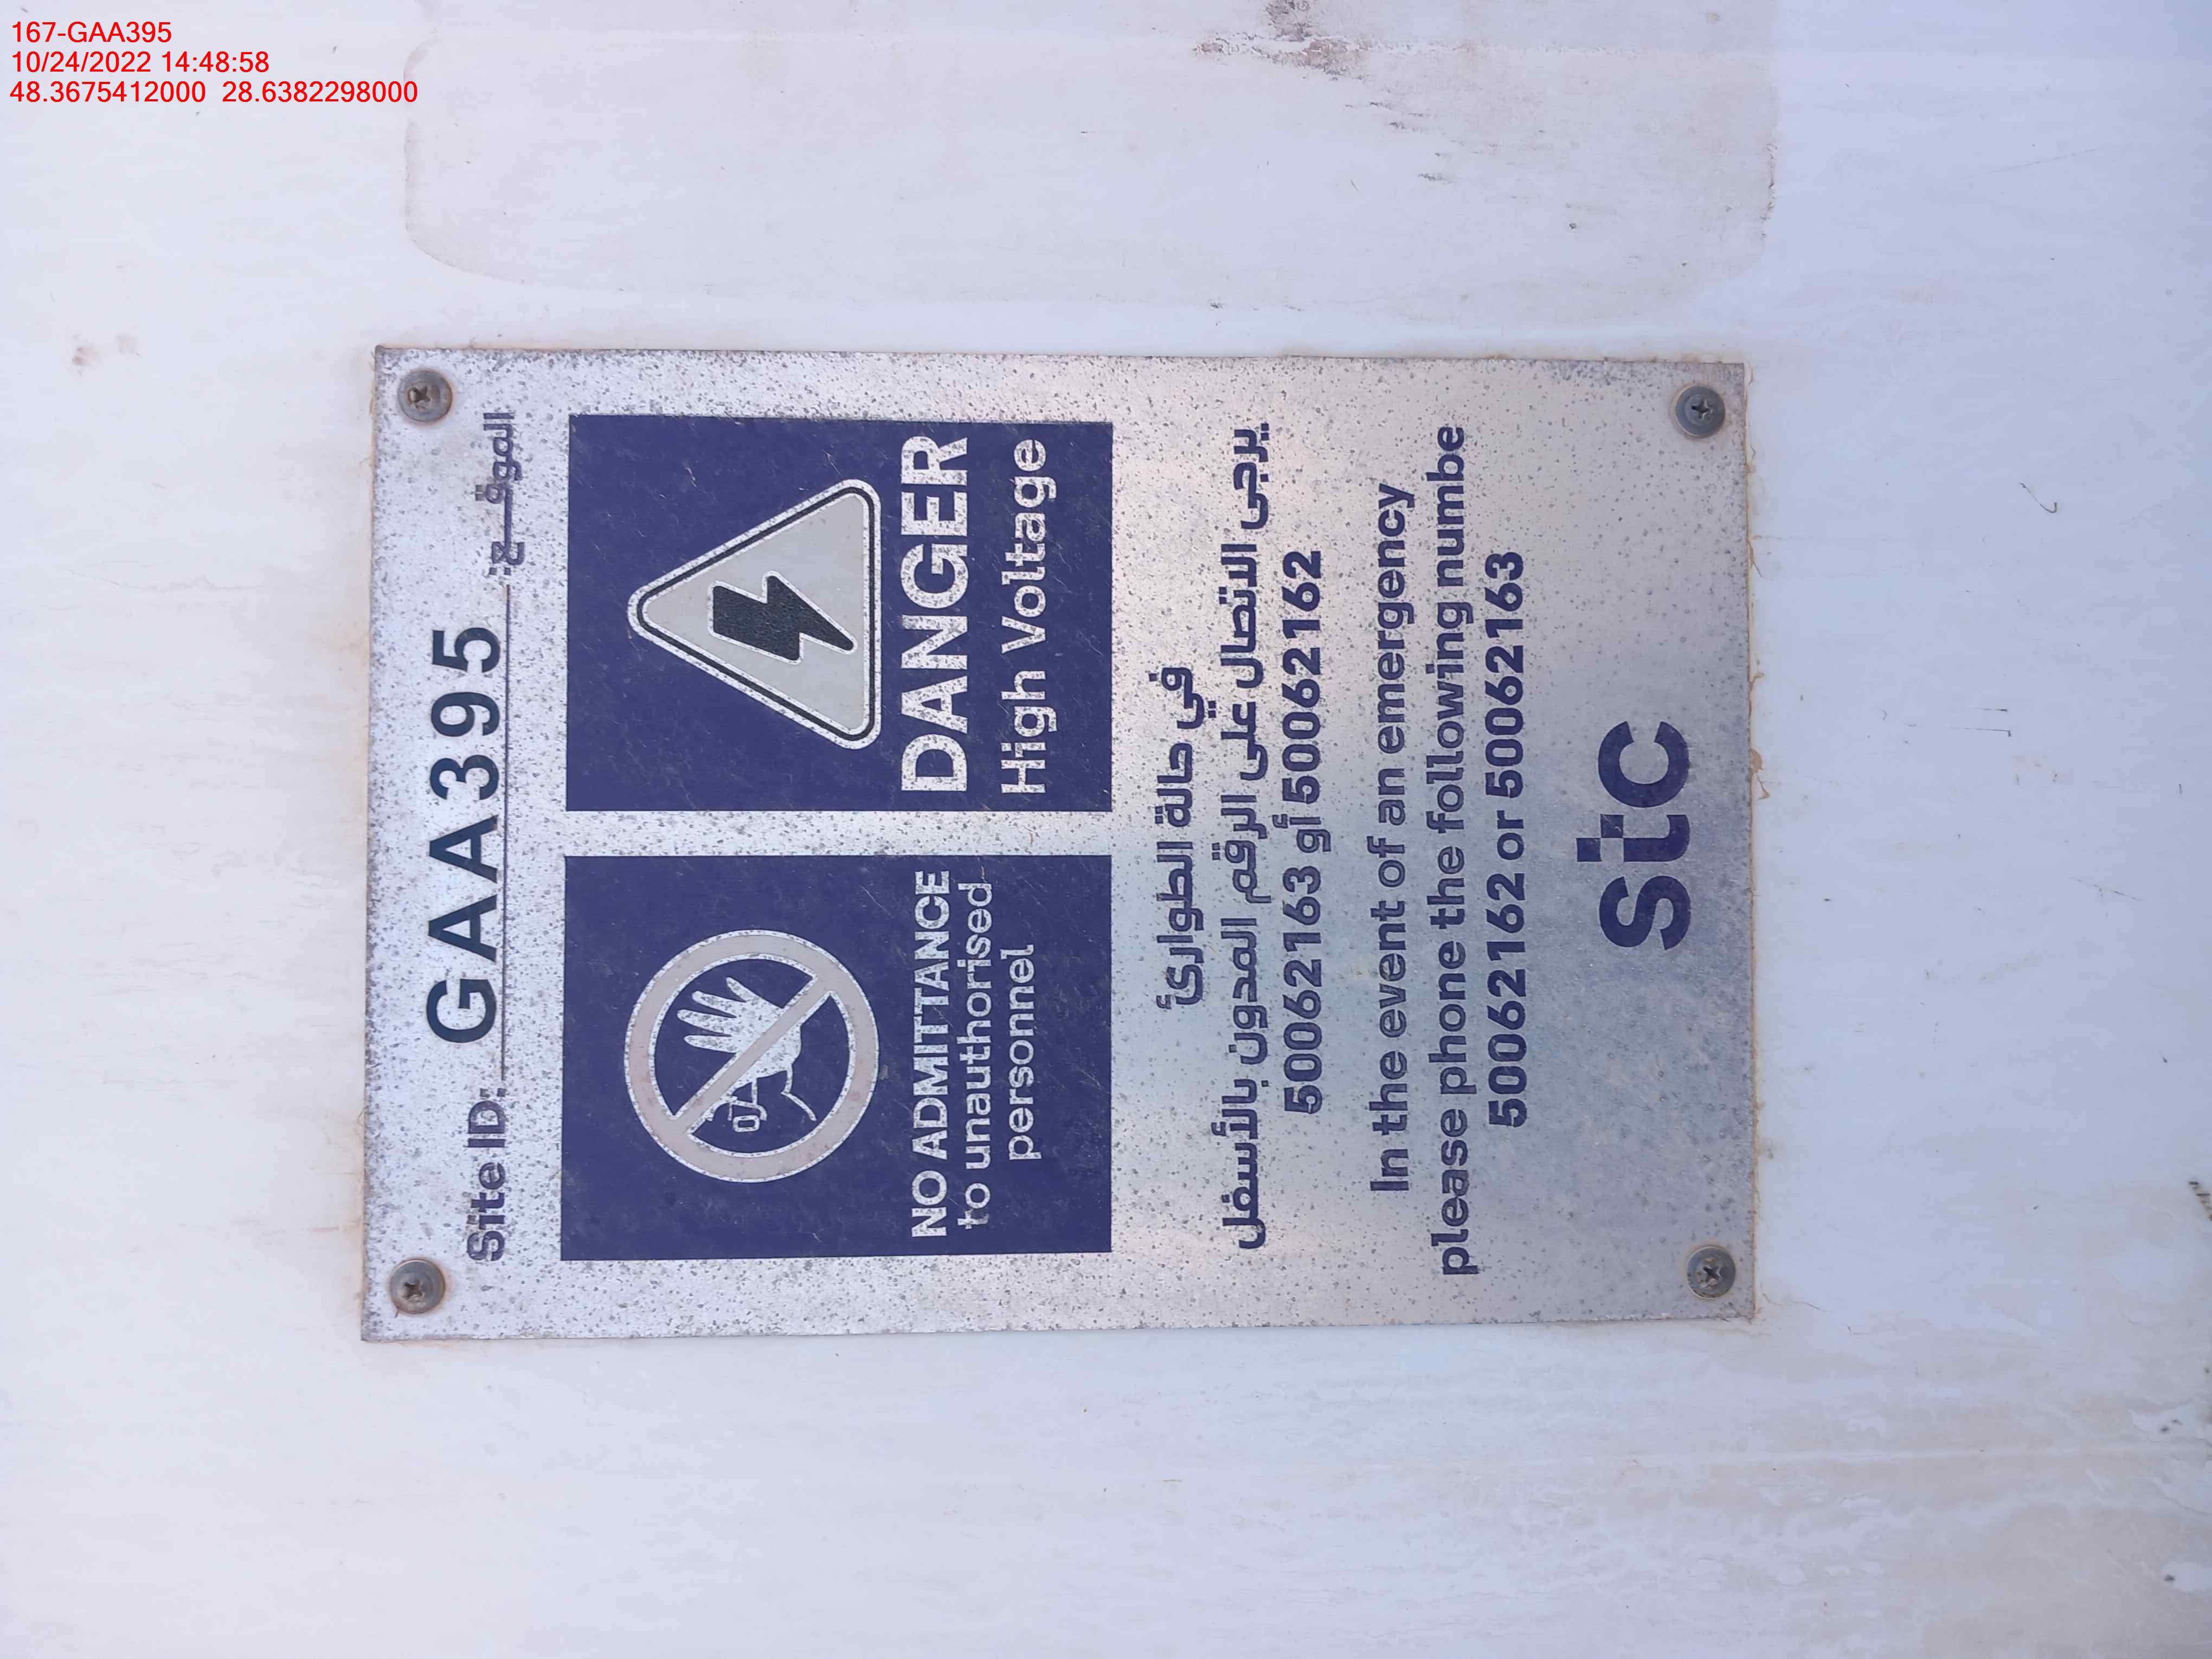 167-GAA395
10/24/2022 14:48:58
48.3675412000 28.6382298000
Site ID: GAA395 الموقــــع:
NO ADMITTANCE
to unauthorised
personnel
DANGER
High Voltage
في حالة الطوارئ
يرجى الاتصال على الرقم المدون بالأسفل
50062163 أو 50062162
In the event of an emergency
please phone the following numbe
50062162 or 50062163
stc